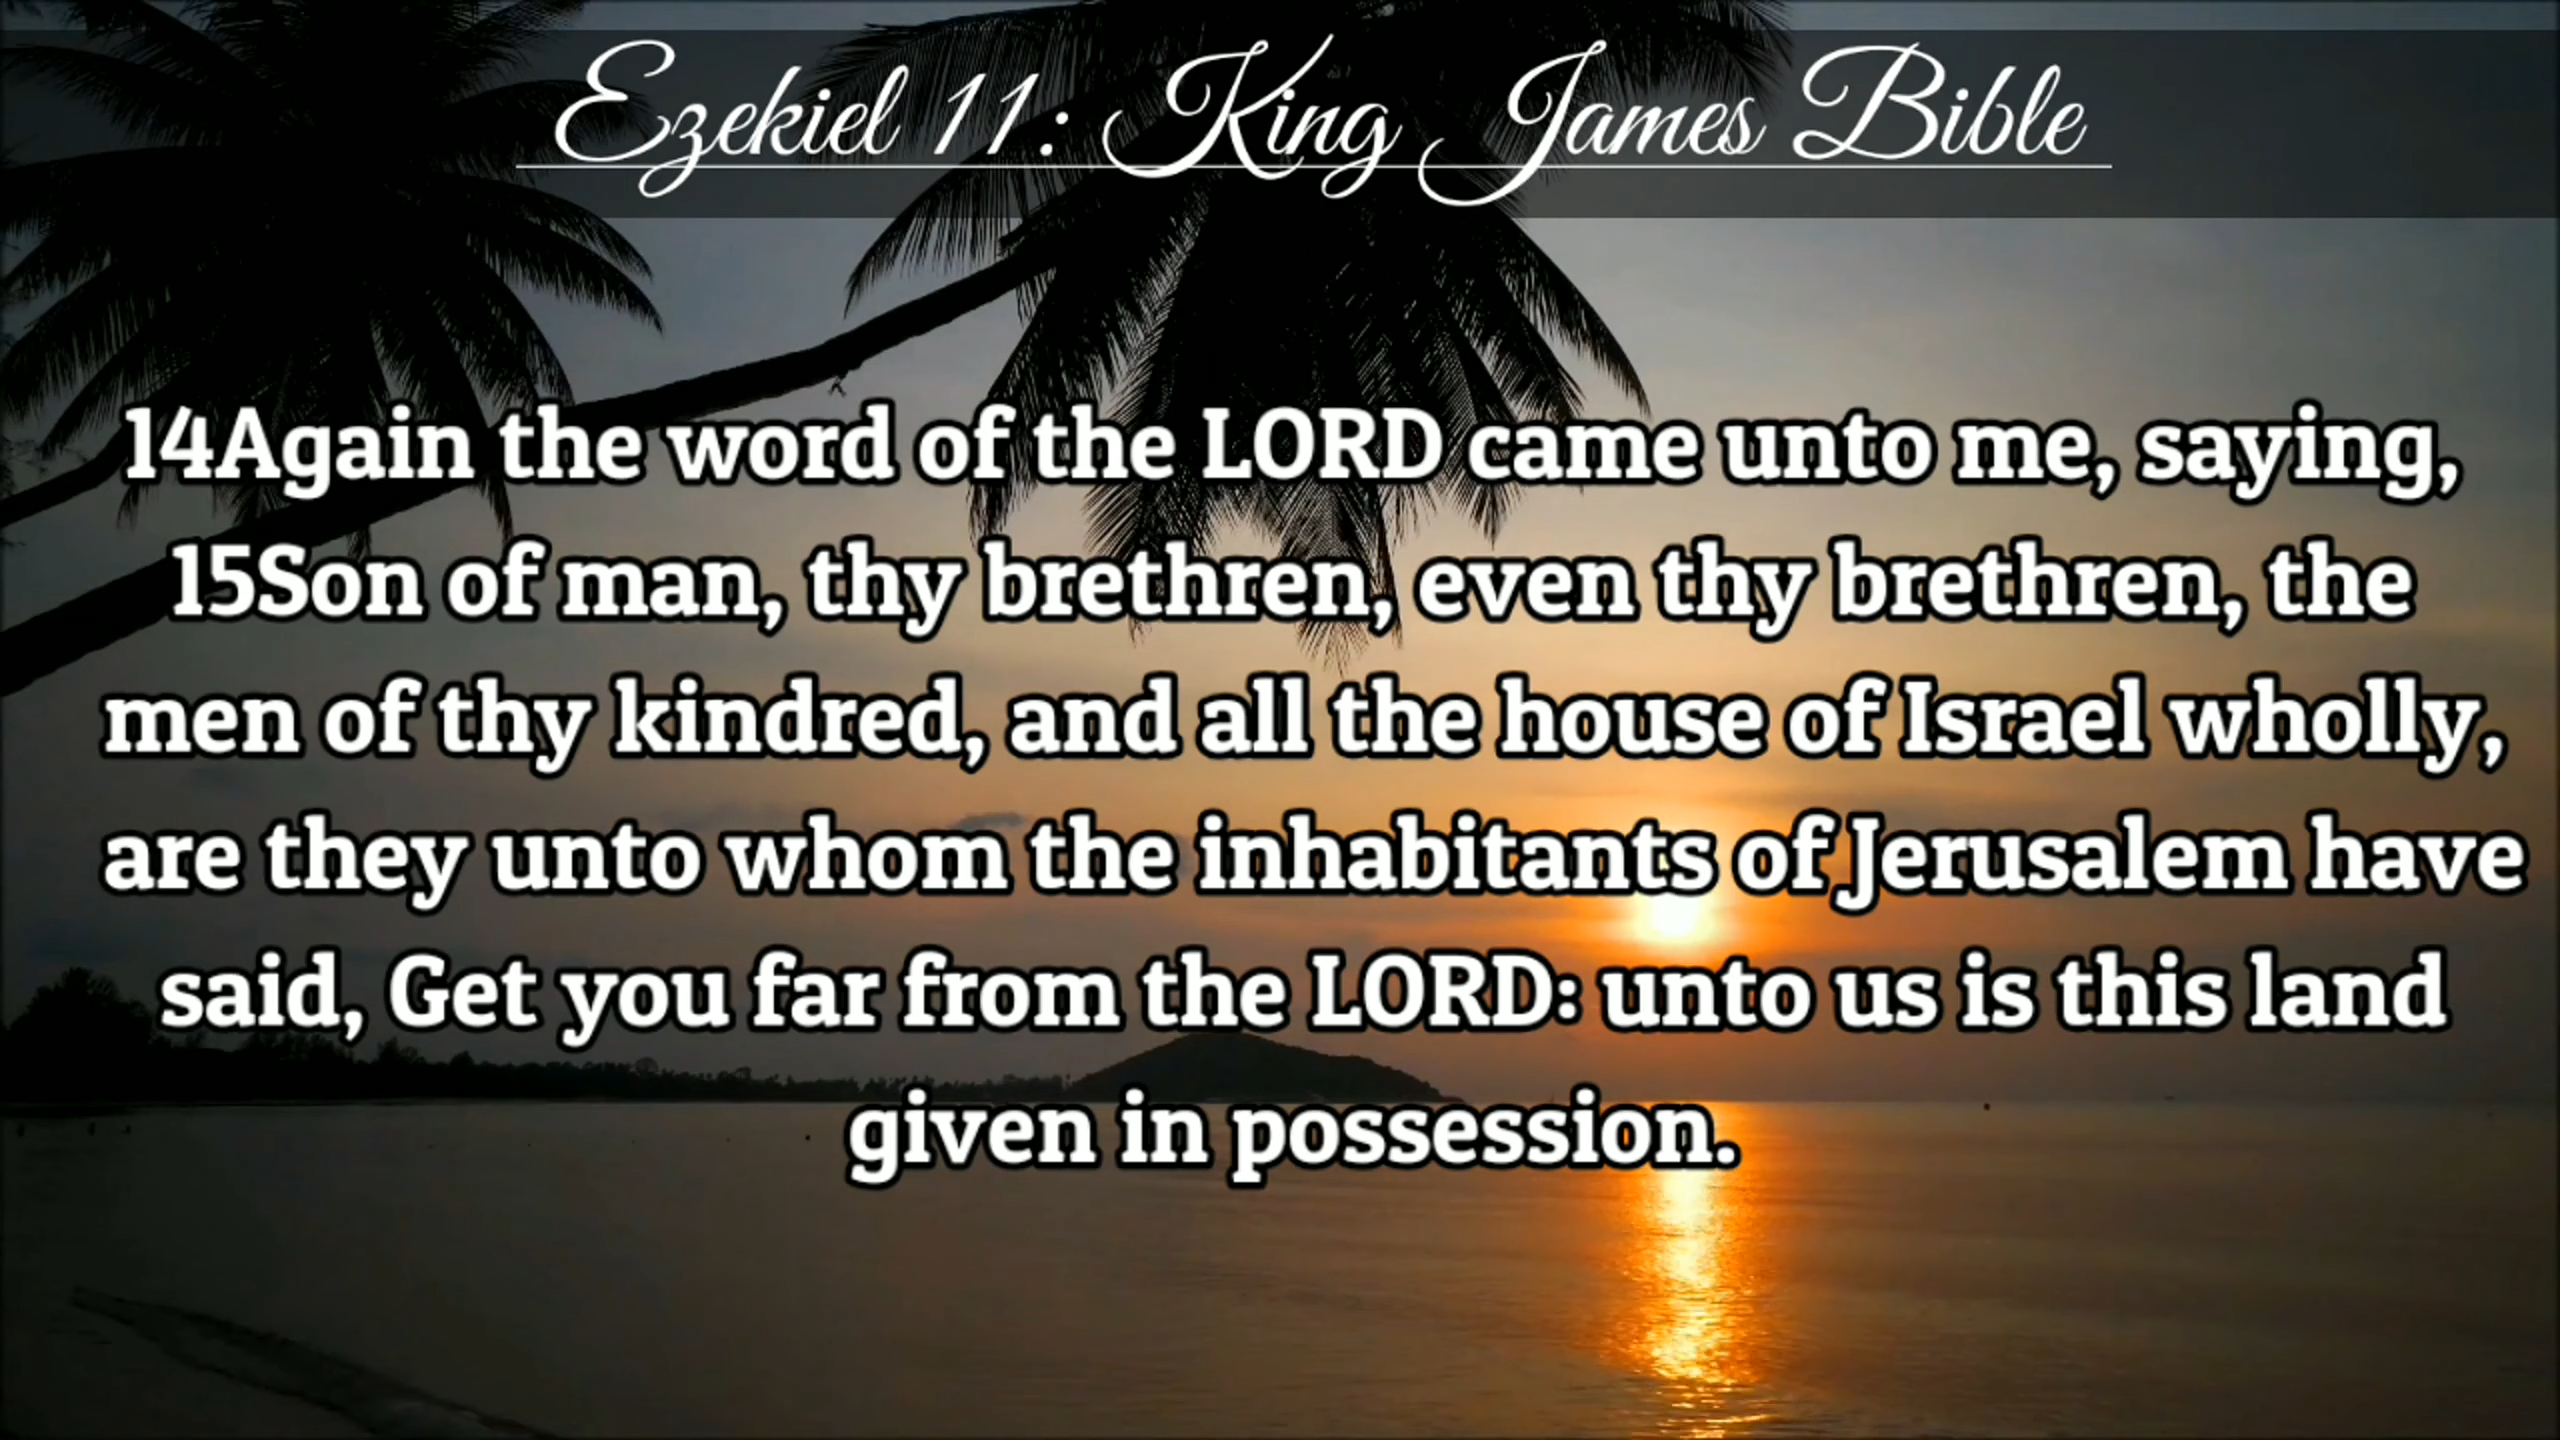 Ezekiel 11: King James Bible
14Again the word of the LORD came unto me, saying,
15Son of man, thy brethren, even thy brethren, the
men of thy kindred, and all the house of Israel wholly,
are they unto whom the inhabitants of Jerusalem have
said, Get you far from the LORD: unto us is this land
given in possession.